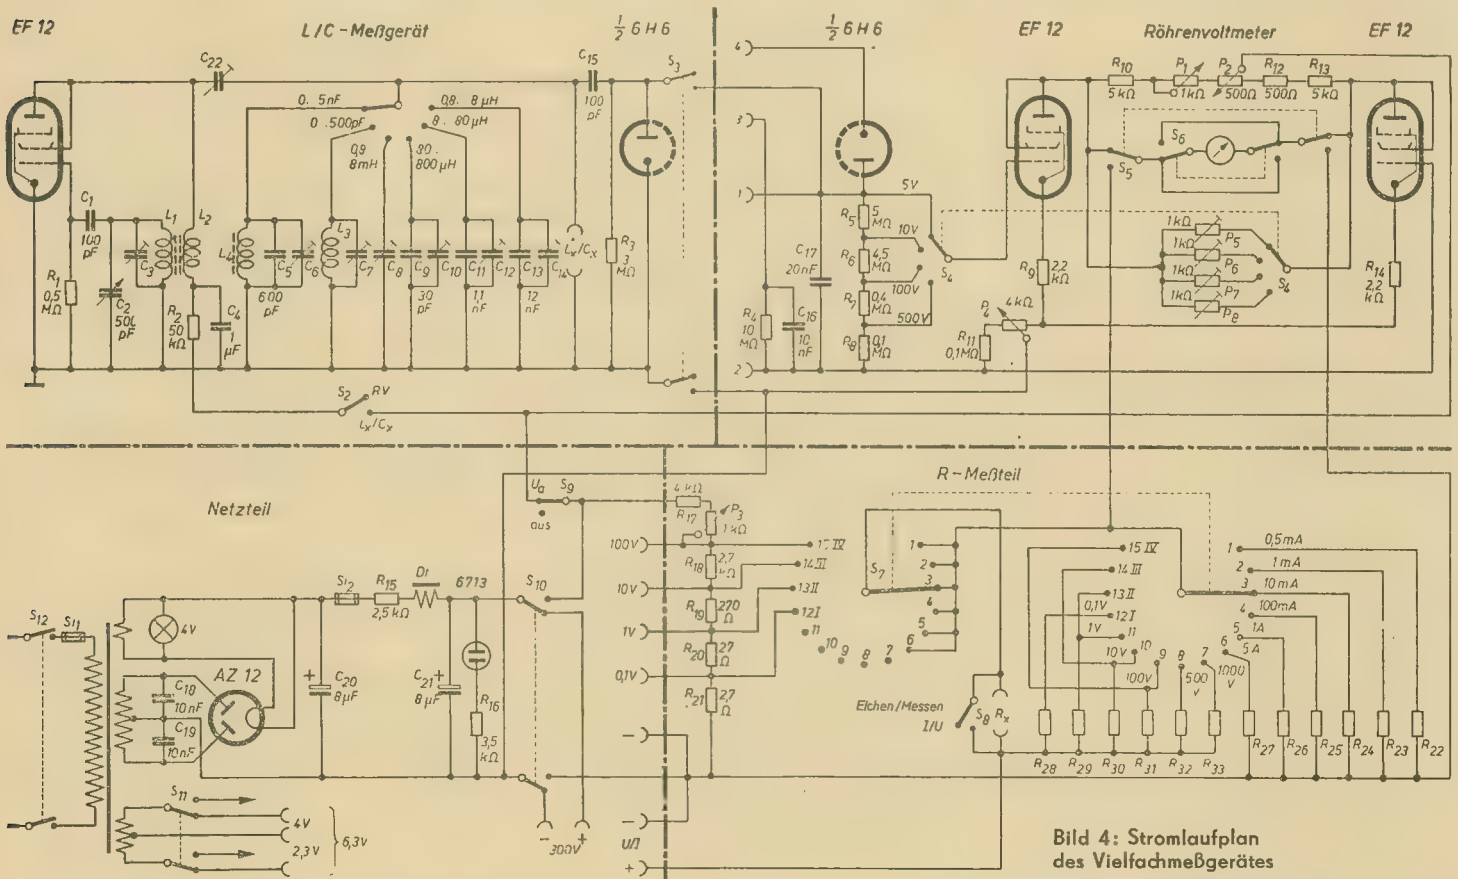 EF 12
L/C-Meßgerät
½ 6H6
½ 6H6
EF 12
Röhrenvoltmeter
EF 12
C22
C15
100 pF
S3
0. 5nF
0.500pF
0,9 8mH
0,8. 8µH
8. 80µH
80. 800µH
C1
100 pF
R1
0,5 MΩ
C2
500 pF
C3
L1
L2
R2
50 kΩ
C4
1 µF
L4
C5
C6
600 pF
L3
C7
C8
C9
30 pF
C10
C11
1,1 nF
C12
C13
12 nF
C14
Lx/Cx
R3
3 MΩ
S2
RV
Lx/Cx
4
3
1
2
R4
10 MΩ
C16
10 nF
C17
20nF
R5
5 MΩ
R6
4,5 MΩ
R7
0,4 MΩ
R8
0,1 MΩ
5V
10V
100V
500V
S4
R9
2,2 kΩ
P4
4kΩ
R11
0,1MΩ
R10
5 kΩ
P1
1kΩ
P2
500Ω
R12
500Ω
R13
5kΩ
S6
S5
1kΩ
P5
1kΩ
P6
1kΩ
P7
1kΩ
P8
S4
R14
2,2 kΩ
Netzteil
R-Meßteil
Ua
S9
aus
4 kΩ
R17
P3
1 kΩ
100V
10V
1V
0,1V
R18
2,7 kΩ
R19
270 Ω
R20
27 Ω
R21
2,7 Ω
15 IV
14 III
13 II
12 I
11
10
9
8
7
6
1
2
3
4
5
S7
S12
Si1
4V
AZ 12
C18
10nF
C19
10nF
Si2
R15
2,5kΩ
Dr
6713
C20
8µF
C21
8µF
R16
3,5 kΩ
S10
300V
S11
4V
2,3V
6,3V
U/I
Eichen/Messen
I/U
S8
Rx
15 IV
14 III
13 II
12 I
11
10
9
8
7
6
5
4
3
2
1
0,1V
1V
10V
100V
500 V
1000 V
0,5mA
1mA
10mA
100mA
1A
5A
R28
R29
R30
R31
R32
R33
R27
R26
R25
R24
R23
R22
Bild 4: Stromlaufplan
des Vielfachmeßgerätes